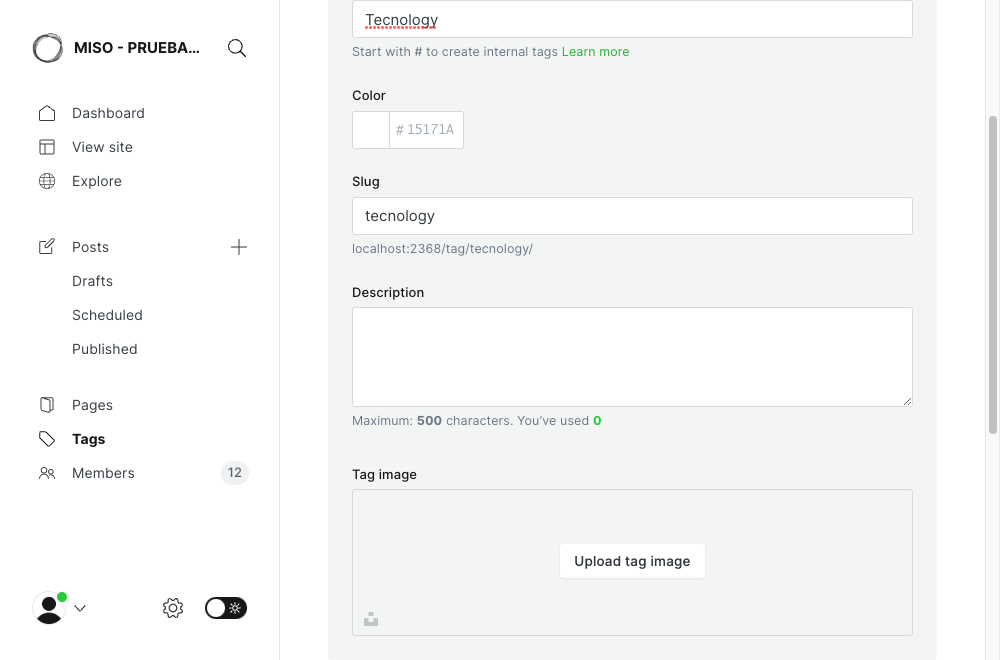 MISO - PRUEBA...
Dashboard
View site
Explore
Posts
Drafts
Scheduled
Published
Pages
Tags
Members 12
Tecnology
Start with # to create internal tags Learn more
Color
# 15171A
Slug
tecnology
localhost:2368/tag/tecnology/
Description
Maximum: 500 characters. You’ve used 0
Tag image
Upload tag image